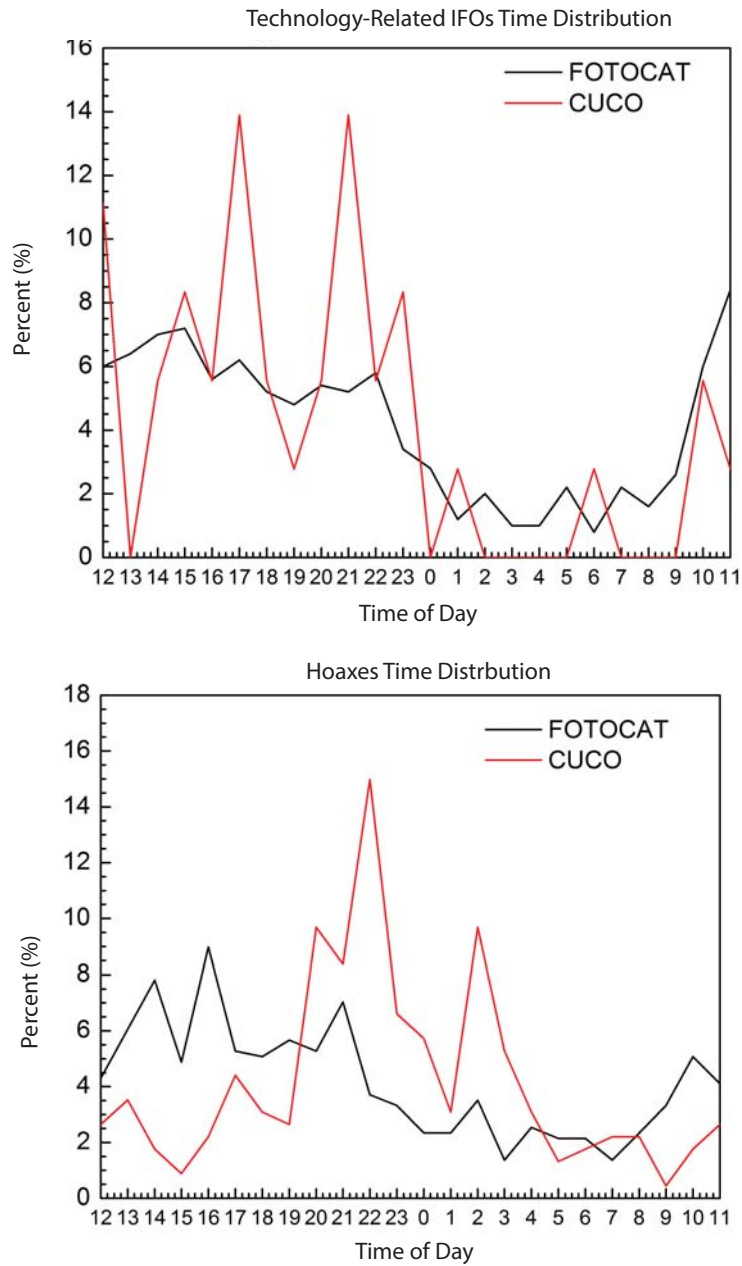 Technology-Related IFOs Time Distribution
16
FOTOCAT
14
CUCO
12
10
Percent (%)
8
6
4
2
0
12 13 14 15 16 17 18 19 20 21 22 23 0 1 2 3 4 5 6 7 8 9 10 11
Time of Day
Hoaxes Time Distrbution
18
16
FOTOCAT
CUCO
14
12
10
Percent (%)
8
6
4
2
0
12 13 14 15 16 17 18 19 20 21 22 23 0 1 2 3 4 5 6 7 8 9 10 11
Time of Day